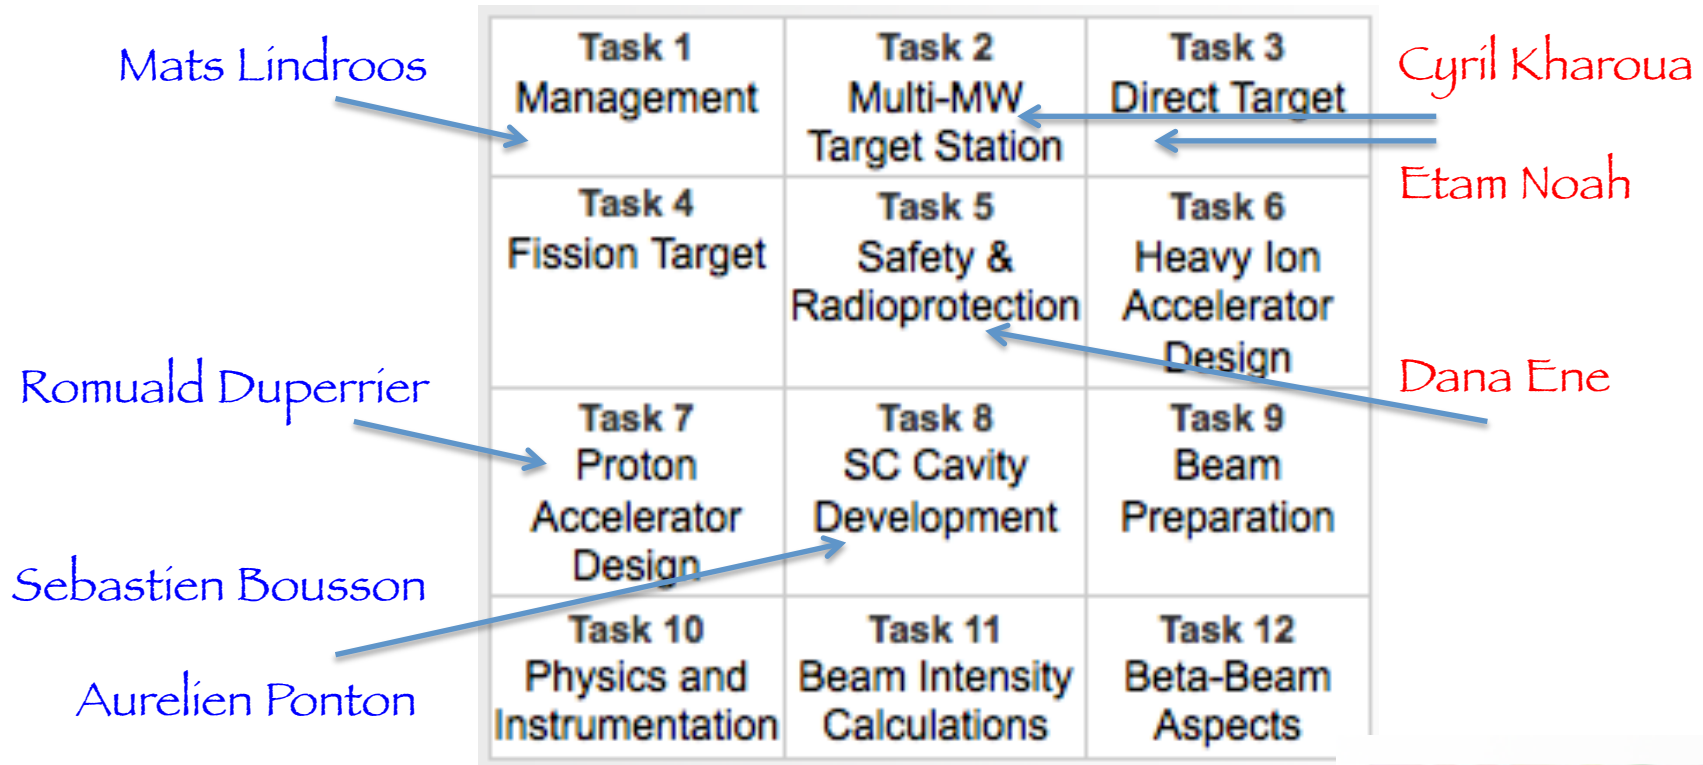 Mats Lindroos
Task 1
Management
Task 2
Multi-MW
Target Station
Task 3
Direct Target
Cyril Kharoua
Etam Noah
Task 4
Fission Target
Task 5
Safety &
Radioprotection
Task 6
Heavy Ion
Accelerator
Design
Dana Ene
Romuald Duperrier
Task 7
Proton
Accelerator
Design
Task 8
SC Cavity
Development
Task 9
Beam
Preparation
Sebastien Bousson
Aurelien Ponton
Task 10
Physics and
Instrumentation
Task 11
Beam Intensity
Calculations
Task 12
Beta-Beam
Aspects